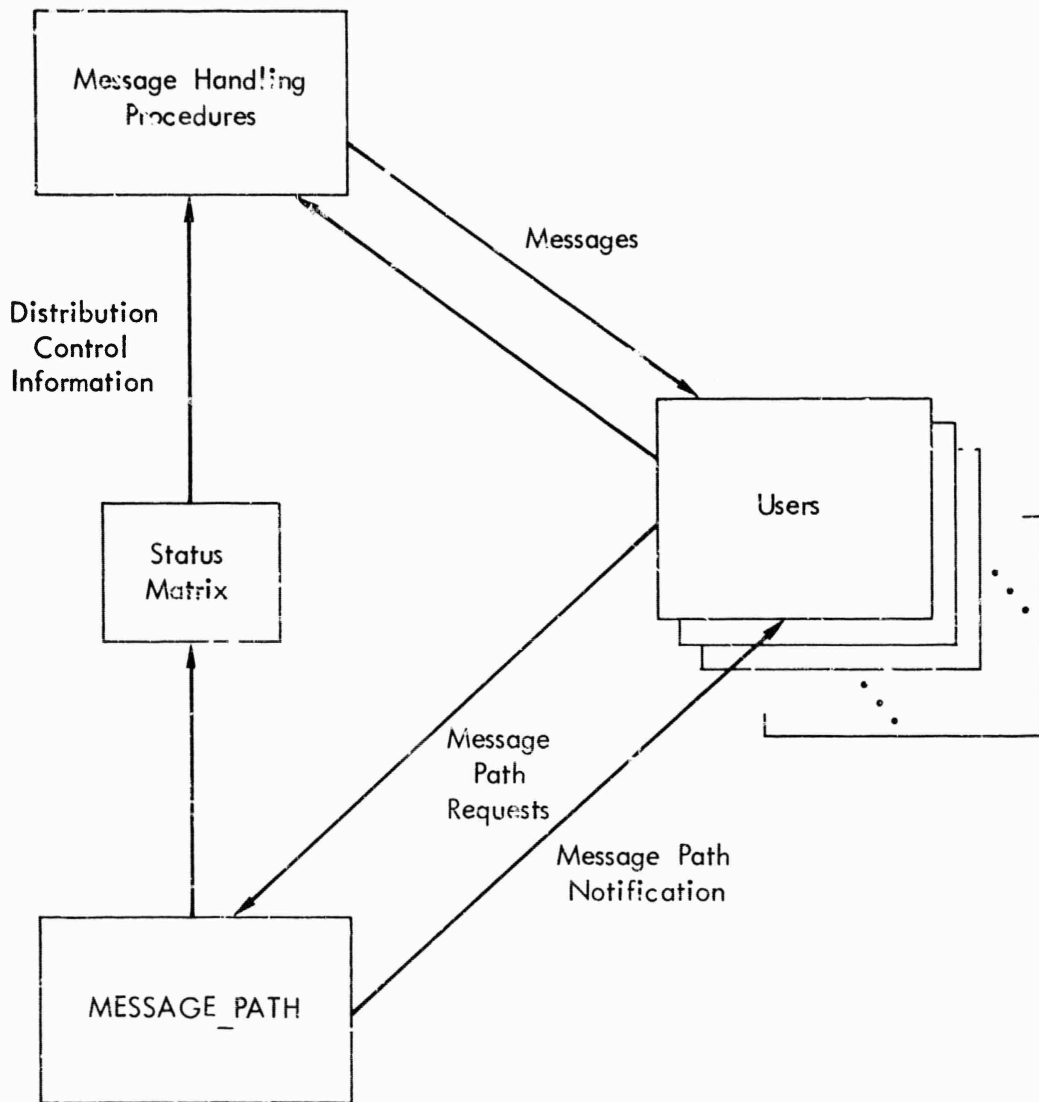 Message Handling
Procedures
Messages
Distribution
Control
Information
Users
Status
Matrix
Message
Path
Requests
Message Path
Notification
MESSAGE_PATH